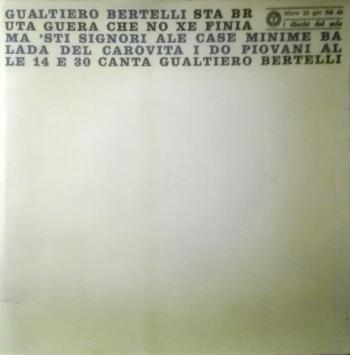 GUALTIERO BERTELLI STA BR
UTA GUERA CHE NO XE FINIA
MA 'STI SIGNORI ALE CASE MINIME BA
LADA DEL CAROVITA I DO PIOVANI AL
LE 14 E 30 CANTA GUALTIERO BERTELLI
i dischi del sole